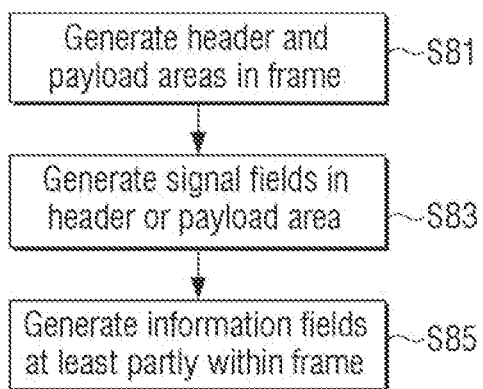 Generate header and
payload areas in frame
S81
Generate signal fields in
header or payload area
S83
Generate information fields
at least partly within frame
S85